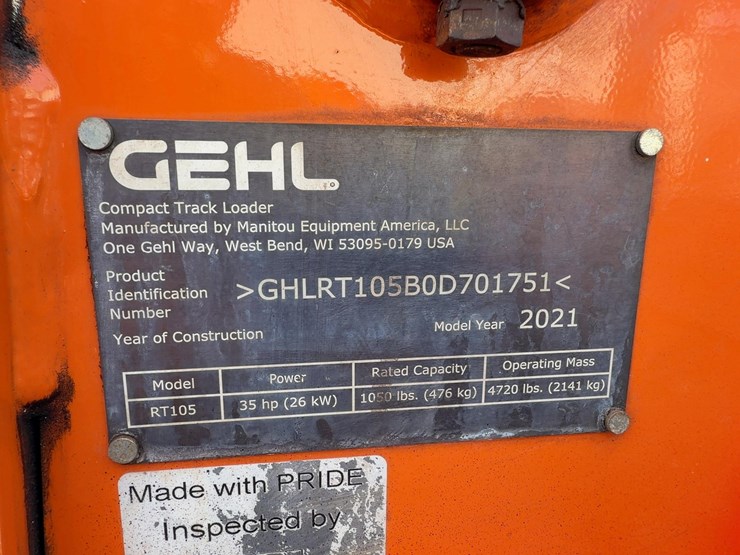 GEHL
Compact Track Loader
Manufactured by Manitou Equipment America, LLC
One Gehl Way, West Bend, WI 53095-0179 USA
Product
Identification
Number
>GHLRT105B0D701751<
Year of Construction
Model Year 2021
Model Power Rated Capacity Operating Mass
RT105 35 hp (26 kW) 1050 lbs. (476 kg) 4720 lbs. (2141 kg)
Made with PRIDE
Inspected by